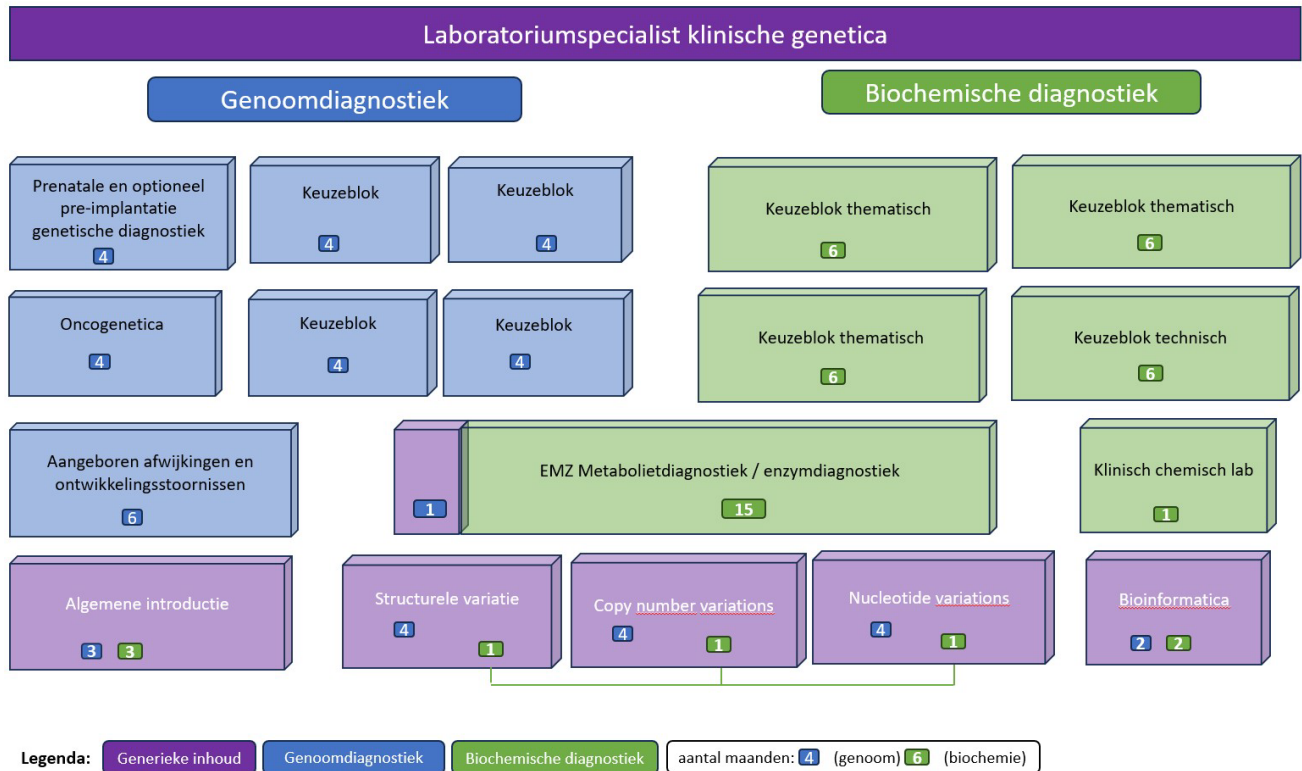 Laboratoriumspecialist klinische genetica
Genoomdiagnostiek
Biochemische diagnostiek
Prenatale en optioneel
pre-implantatie
genetische diagnostiek
4
Keuzeblok
4
Keuzeblok
4
Keuzeblok thematisch
6
Keuzeblok thematisch
6
Oncogenetica
4
Keuzeblok
4
Keuzeblok
4
Keuzeblok thematisch
6
Keuzeblok technisch
6
Aangeboren afwijkingen en
ontwikkelingsstoornissen
6
1
EMZ Metabolietdiagnostiek / enzymdiagnostiek
15
Klinisch chemisch lab
1
Algemene introductie
3 3
Structurele variatie
4
1
Copy number variations
4
1
Nucleotide variations
4
1
Bioinformatica
2 2
Legenda: Generieke inhoud Genoomdiagnostiek Biochemische diagnostiek aantal maanden: 4 (genoom) 6 (biochemie)